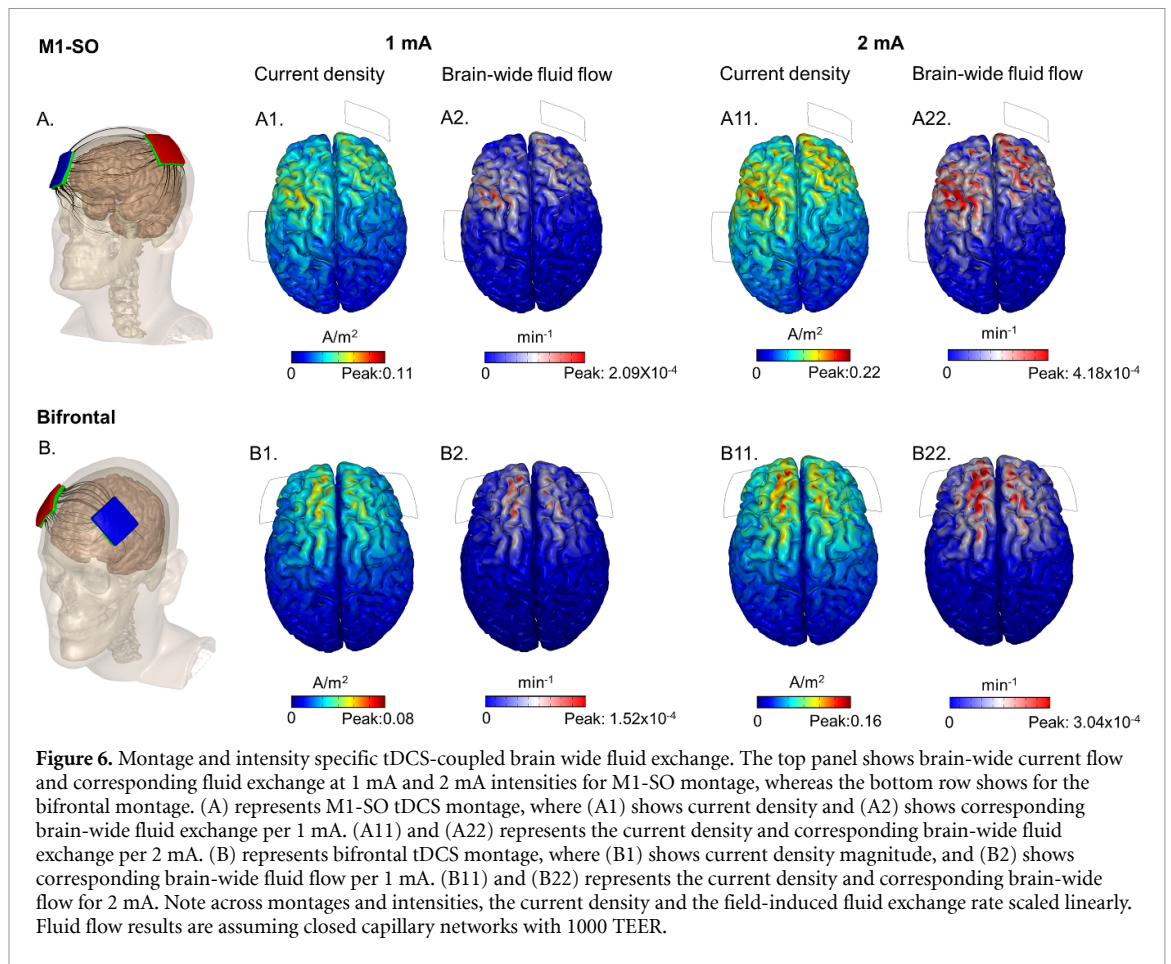 M1-SO
1 mA
2 mA
Current density
Brain-wide fluid flow
Current density
Brain-wide fluid flow
A.
A1.
A2.
A11.
A22.
A/m²
min⁻¹
A/m²
min⁻¹
0
Peak:0.11
0
Peak: 2.09X10⁻⁴
0
Peak:0.22
0
Peak: 4.18x10⁻⁴
Bifrontal
B.
B1.
B2.
B11.
B22.
A/m²
min⁻¹
A/m²
min⁻¹
0
Peak:0.08
0
Peak: 1.52x10⁻⁴
0
Peak:0.16
0
Peak: 3.04x10⁻⁴
Figure 6. Montage and intensity specific tDCS-coupled brain wide fluid exchange. The top panel shows brain-wide current flow
and corresponding fluid exchange at 1 mA and 2 mA intensities for M1-SO montage, whereas the bottom row shows for the
bifrontal montage. (A) represents M1-SO tDCS montage, where (A1) shows current density and (A2) shows corresponding
brain-wide fluid exchange per 1 mA. (A11) and (A22) represents the current density and corresponding brain-wide fluid
exchange per 2 mA. (B) represents bifrontal tDCS montage, where (B1) shows current density magnitude, and (B2) shows
corresponding brain-wide fluid flow per 1 mA. (B11) and (B22) represents the current density and corresponding brain-wide
flow for 2 mA. Note across montages and intensities, the current density and the field-induced fluid exchange rate scaled linearly.
Fluid flow results are assuming closed capillary networks with 1000 TEER.